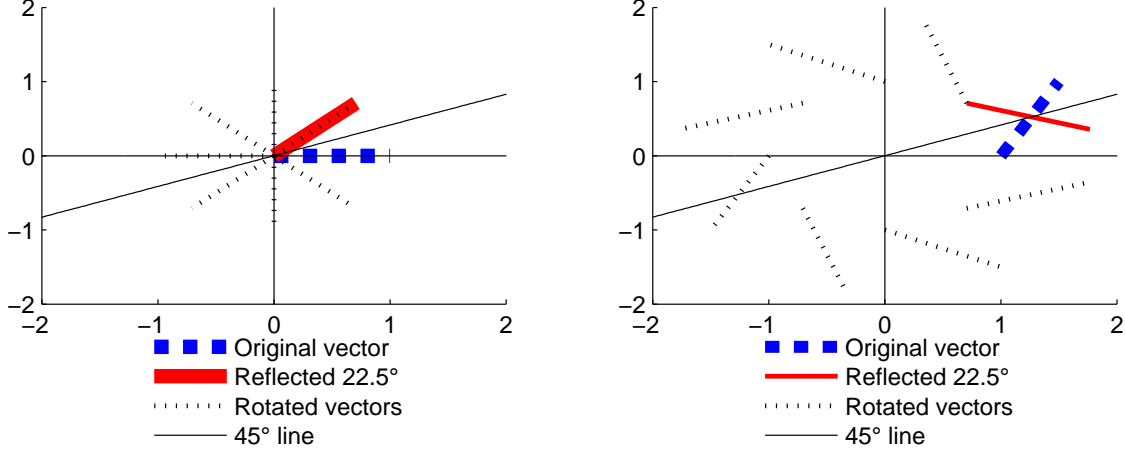 2
1
0
−1
−2
−2
−1
0
1
2
Original vector
Reflected 22.5°
Rotated vectors
45° line
2
1
0
−1
−2
−2
−1
0
1
2
Original vector
Reflected 22.5°
Rotated vectors
45° line